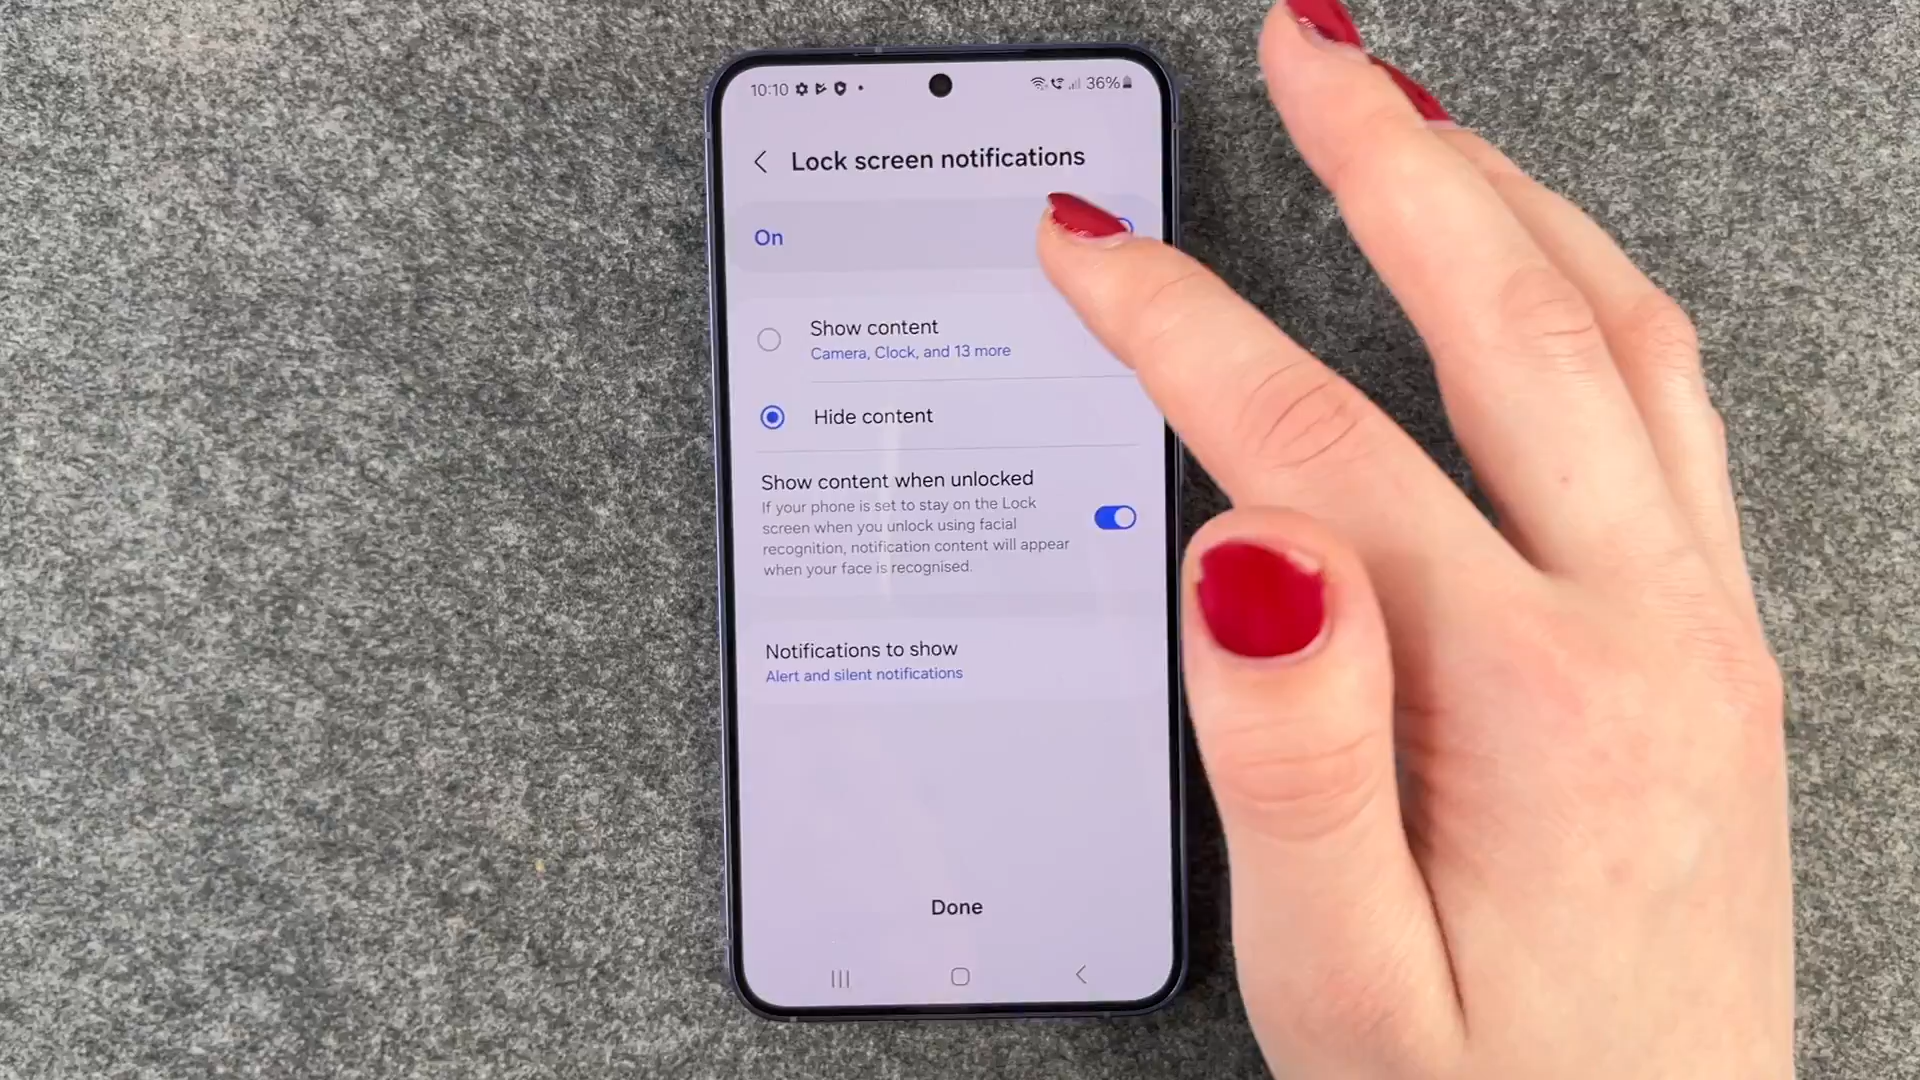 10:10
36%
Lock screen notifications
On
Show content
Camera, Clock, and 13 more
Hide content
Show content when unlocked
If your phone is set to stay on the Lock
screen when you unlock using facial
recognition, notification content will appear
when your face is recognised.
Notifications to show
Alert and silent notifications
Done